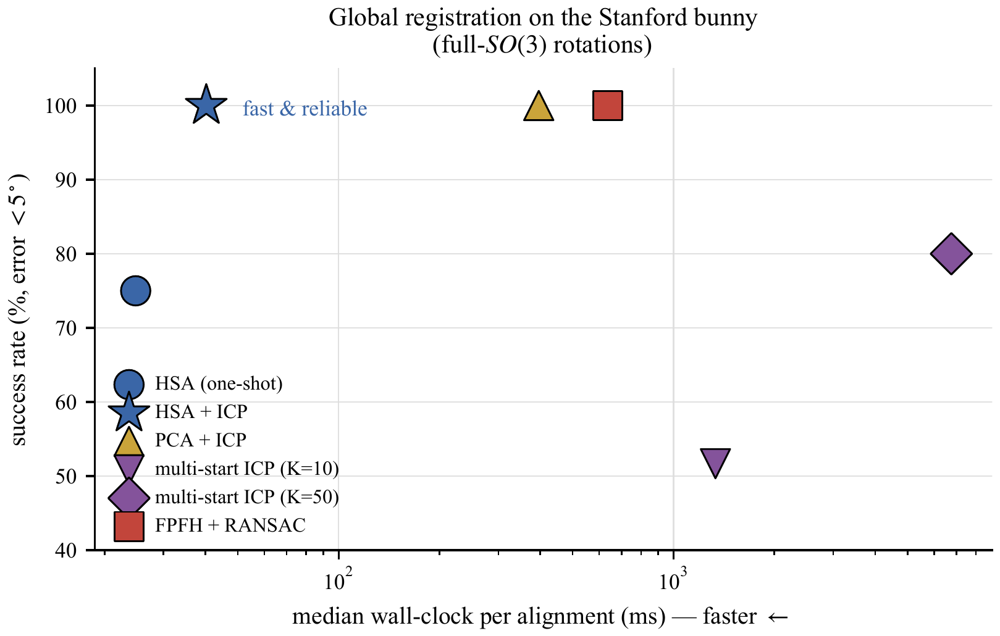 Global registration on the Stanford bunny
(full-SO(3) rotations)
success rate (%, error < 5°)
100
90
80
70
60
50
40
fast & reliable
HSA (one-shot)
HSA + ICP
PCA + ICP
multi-start ICP (K=10)
multi-start ICP (K=50)
FPFH + RANSAC
10²
10³
median wall-clock per alignment (ms) — faster ←